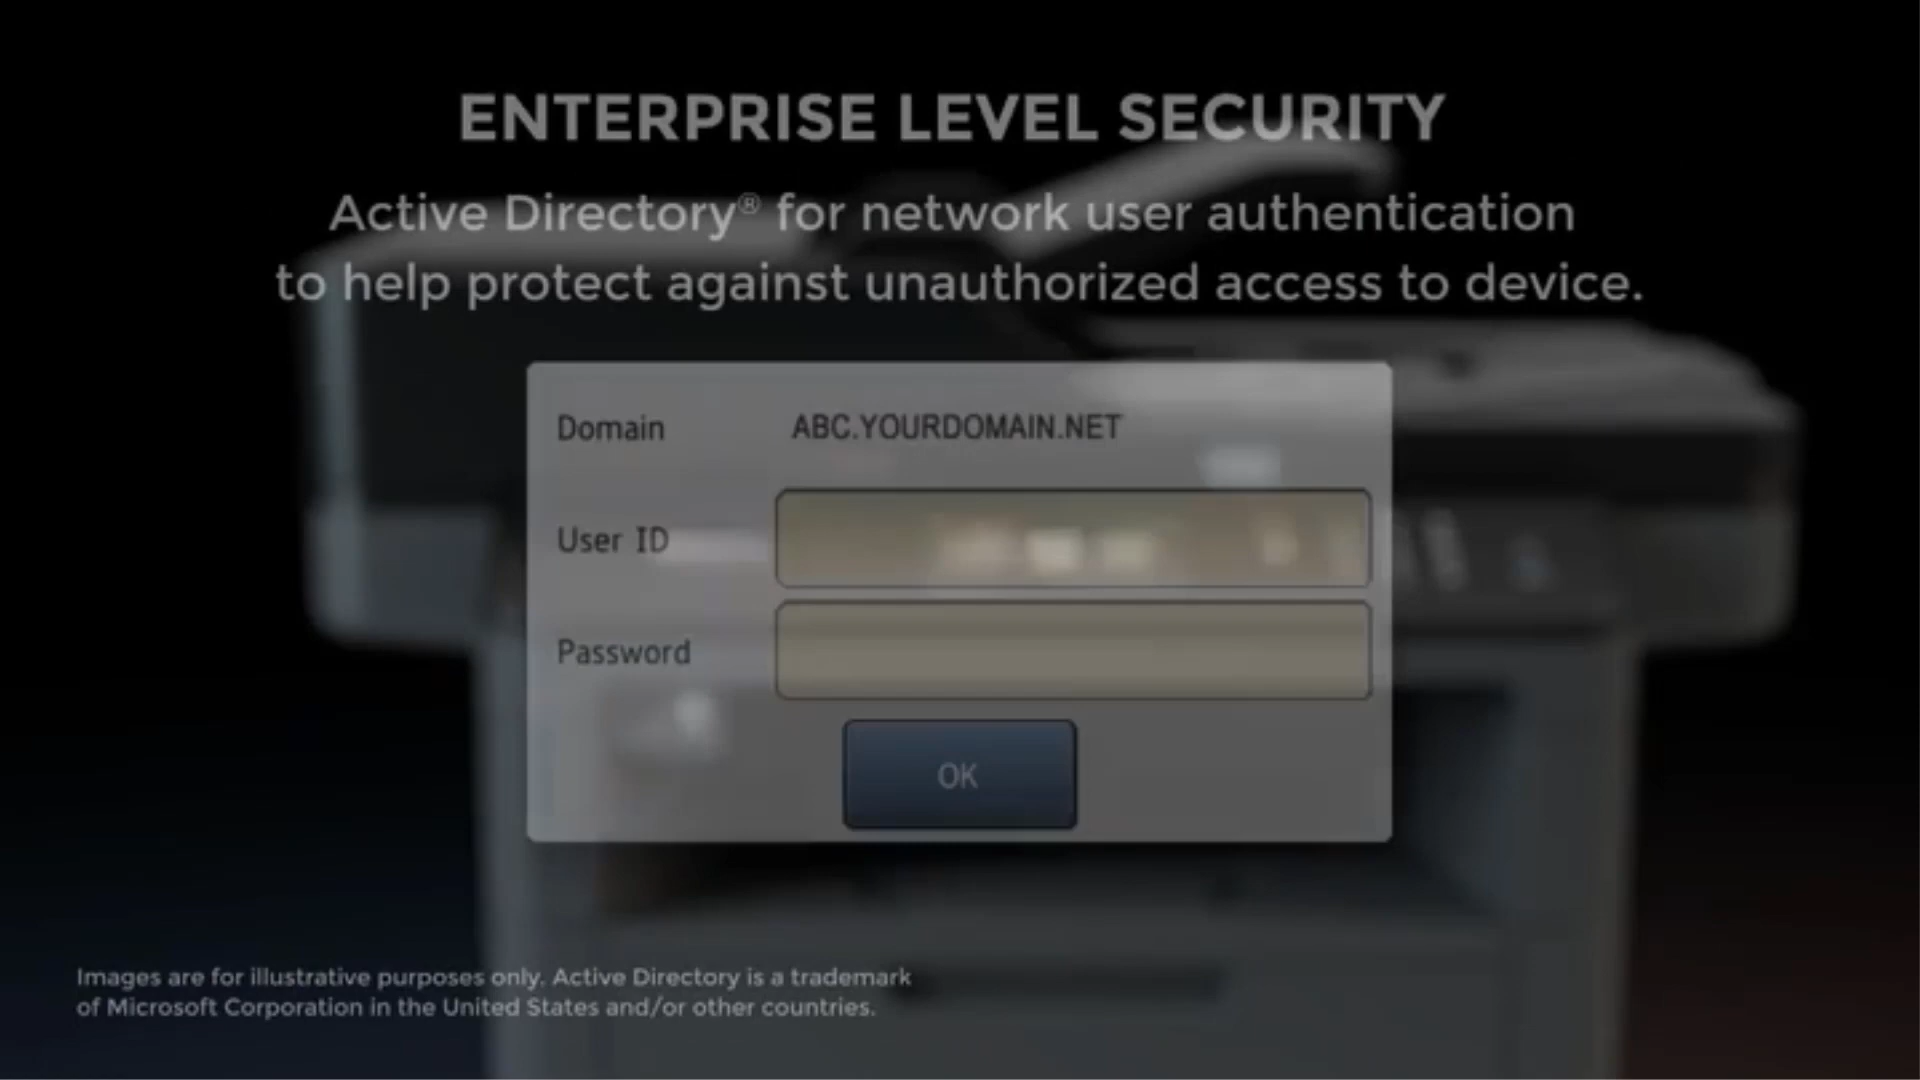 ENTERPRISE LEVEL SECURITY
Active Directory® for network user authentication
to help protect against unauthorized access to device.
Domain ABC.YOURDOMAIN.NET
User ID
Password
OK
Images are for illustrative purposes only. Active Directory is a trademark
of Microsoft Corporation in the United States and/or other countries.